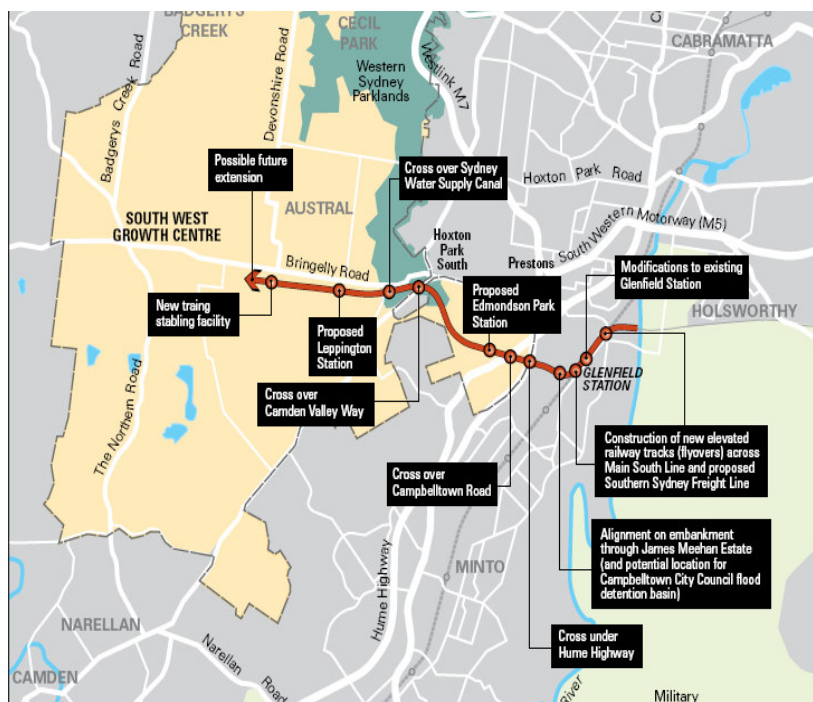 BADGERYS
CREEK
CECIL
PARK
CABRAMATTA
Western
Sydney
Parklands
Westlink M7
Badgerys Creek Road
Devonshire Road
Possible future
extension
Cross over Sydney
Water Supply Canal
Hoxton Park Road
AUSTRAL
SOUTH WEST
GROWTH CENTRE
South Western Motorway (M5)
Hoxton
Park
South
Prestons
Bringelly Road
Modifications to existing
Glenfield Station
Proposed
Edmondson Park
Station
New traing
stabling facility
HOLSWORTHY
Proposed
Leppington
Station
GLENFIELD
STATION
Cross over
Camden Valley Way
The Northern Road
Construction of new elevated
railway tracks (flyovers) across
Main South Line and proposed
Southern Sydney Freight Line
Cross over
Campbelltown Road
Alignment on embankment
through James Meehan Estate
(and potential location for
Campbelltown City Council flood
detention basin)
MINTO
Hume Highway
Cross under
Hume Highway
NARELLAN
Narellan Road
CAMDEN
River
Military